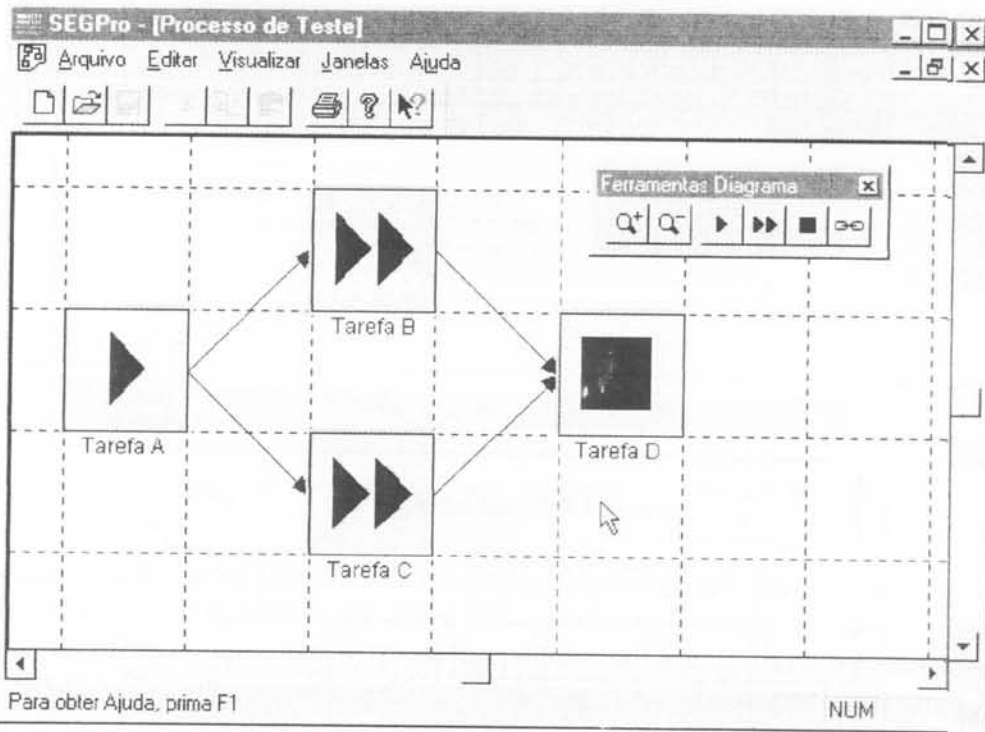 SEGPro - [Processo de Teste]
Arquivo Editar Visualizar Janelas Ajuda
Ferramentas Diagrama
Tarefa B
Tarefa A
Tarefa D
Tarefa C
Para obter Ajuda, prima F1
NUM